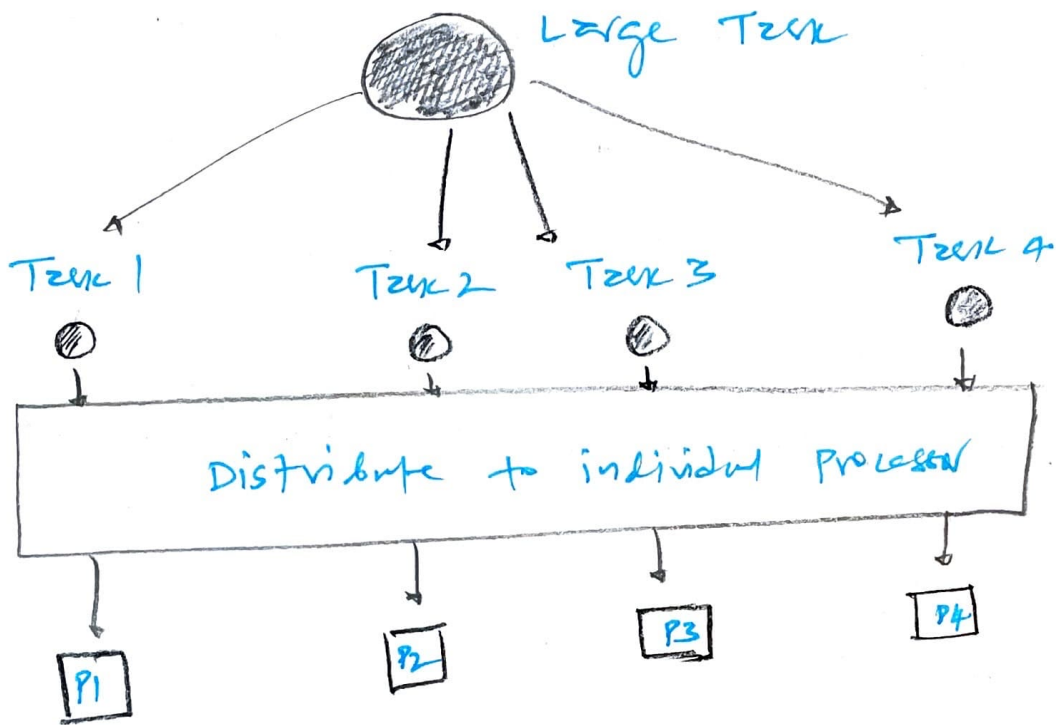 Large Task
Task 1
Task 2
Task 3
Task 4
Distribute to individual Processor
P1
P2
P3
P4